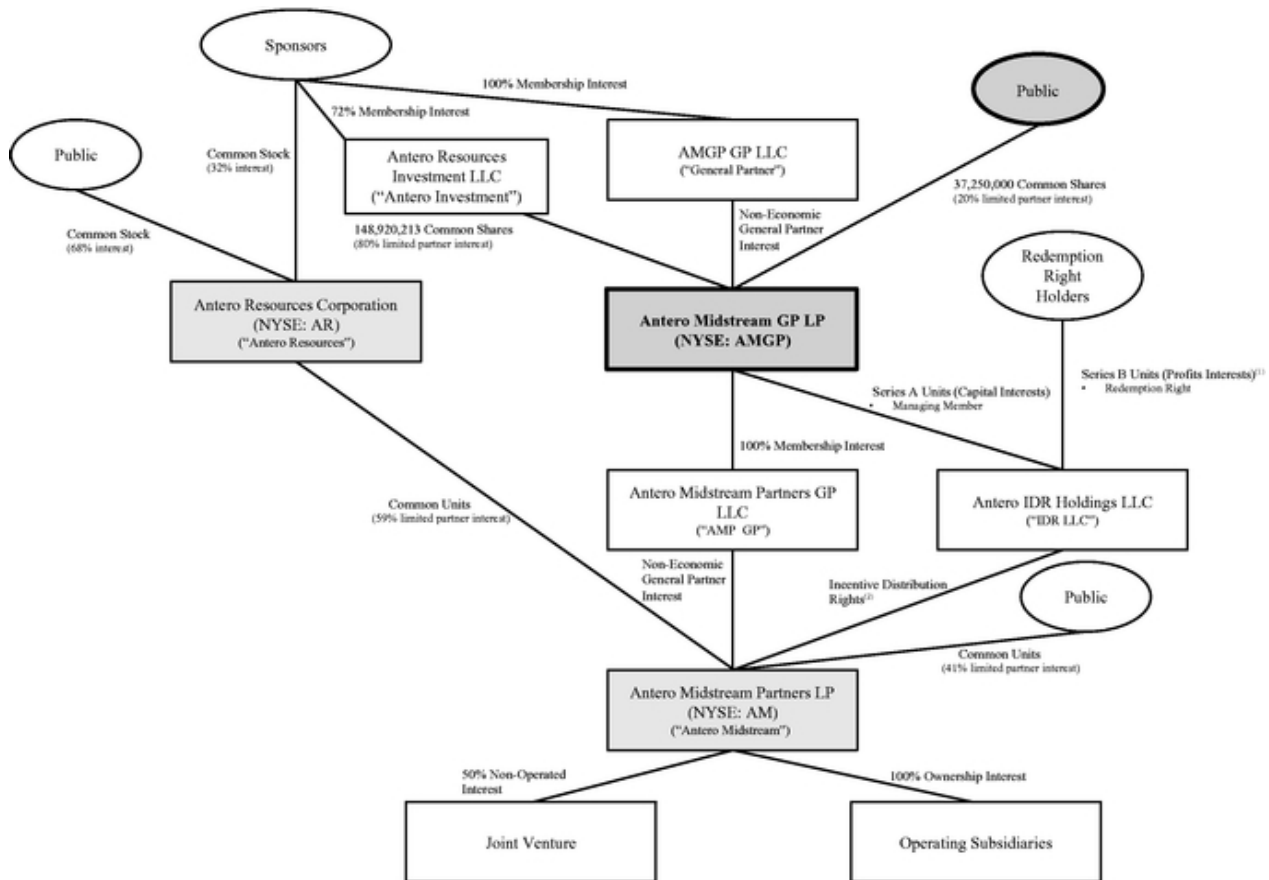 Sponsors
100% Membership Interest
Public
72% Membership Interest
Public
Common Stock
(32% interest)
Antero Resources
Investment LLC
(“Antero Investment”)
AMGP GP LLC
(“General Partner”)
37,250,000 Common Shares
(20% limited partner interest)
Common Stock
(68% interest)
148,920,213 Common Shares
(80% limited partner interest)
Non-Economic
General Partner
Interest
Redemption
Right
Holders
Antero Resources Corporation
(NYSE: AR)
(“Antero Resources”)
Antero Midstream GP LP
(NYSE: AMGP)
Series A Units (Capital Interests)
• Managing Member
Series B Units (Profits Interests)(1)
• Redemption Right
100% Membership Interest
Common Units
(59% limited partner interest)
Antero Midstream Partners GP
LLC
(“AMP GP”)
Antero IDR Holdings LLC
(“IDR LLC”)
Non-Economic
General Partner
Interest
Incentive Distribution
Rights(2)
Public
Common Units
(41% limited partner interest)
Antero Midstream Partners LP
(NYSE: AM)
(“Antero Midstream”)
50% Non-Operated
Interest
100% Ownership Interest
Joint Venture
Operating Subsidiaries